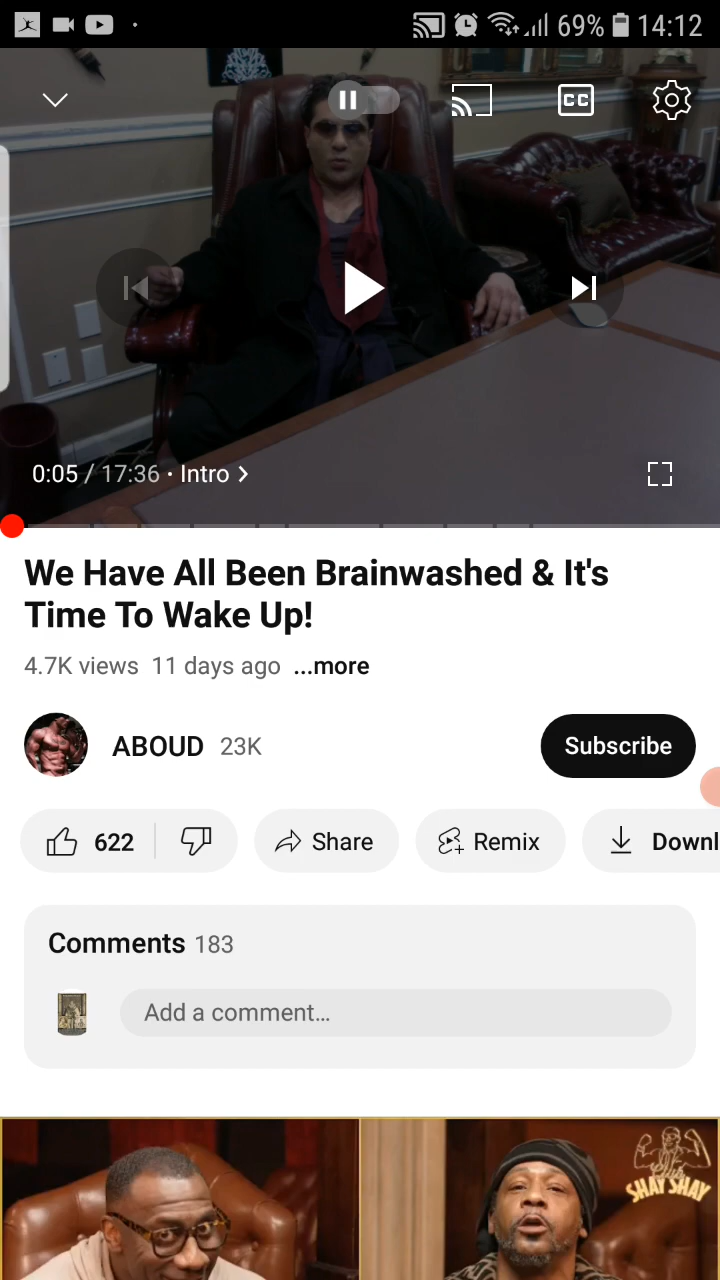 69% 14:12
CC
0:05 / 17:36 · Intro
We Have All Been Brainwashed & It's
Time To Wake Up!
4.7K views 11 days ago ...more
ABOUD 23K Subscribe
622 Share Remix Downl
Comments 183
Add a comment...
SHAY SHAY